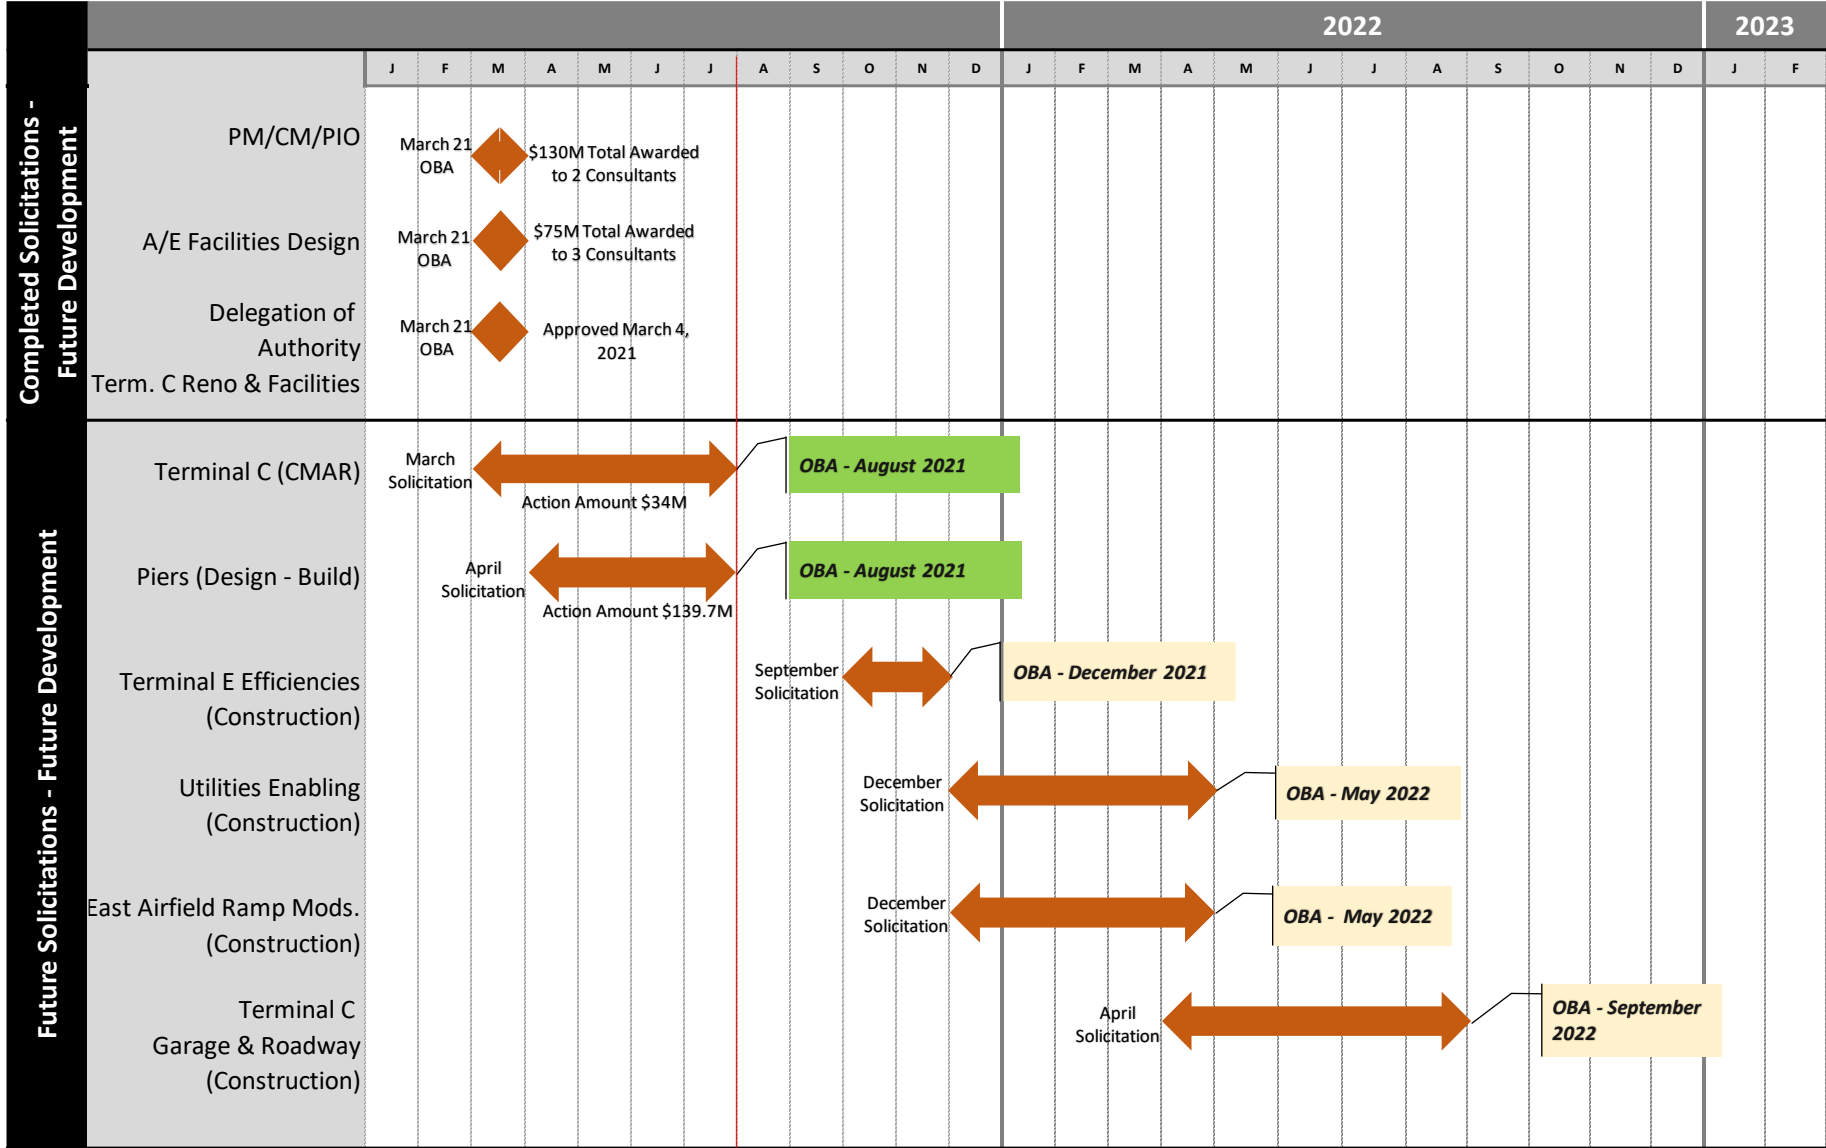 2022
2023
J F M A M J J A S O N D J F M A M J J A S O N D J F
Completed Solicitations -
Future Development
PM/CM/PIO
March 21
OBA
$130M Total Awarded
to 2 Consultants
A/E Facilities Design
March 21
OBA
$75M Total Awarded
to 3 Consultants
Delegation of
Authority
Term. C Reno & Facilities
March 21
OBA
Approved March 4,
2021
Future Solicitations - Future Development
Terminal C (CMAR)
March
Solicitation
Action Amount $34M
OBA - August 2021
Piers (Design - Build)
April
Solicitation
Action Amount $139.7M
OBA - August 2021
Terminal E Efficiencies
(Construction)
September
Solicitation
OBA - December 2021
Utilities Enabling
(Construction)
December
Solicitation
OBA - May 2022
East Airfield Ramp Mods.
(Construction)
December
Solicitation
OBA - May 2022
Terminal C
Garage & Roadway
(Construction)
April
Solicitation
OBA - September
2022